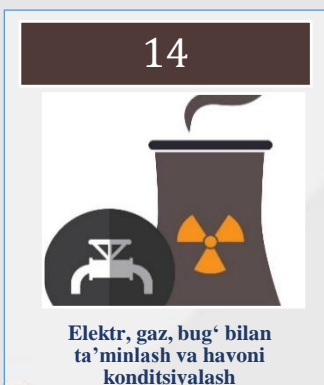 14
Elektr, gaz, bug‘ bilan
ta’minlash va havoni
konditsiyalash